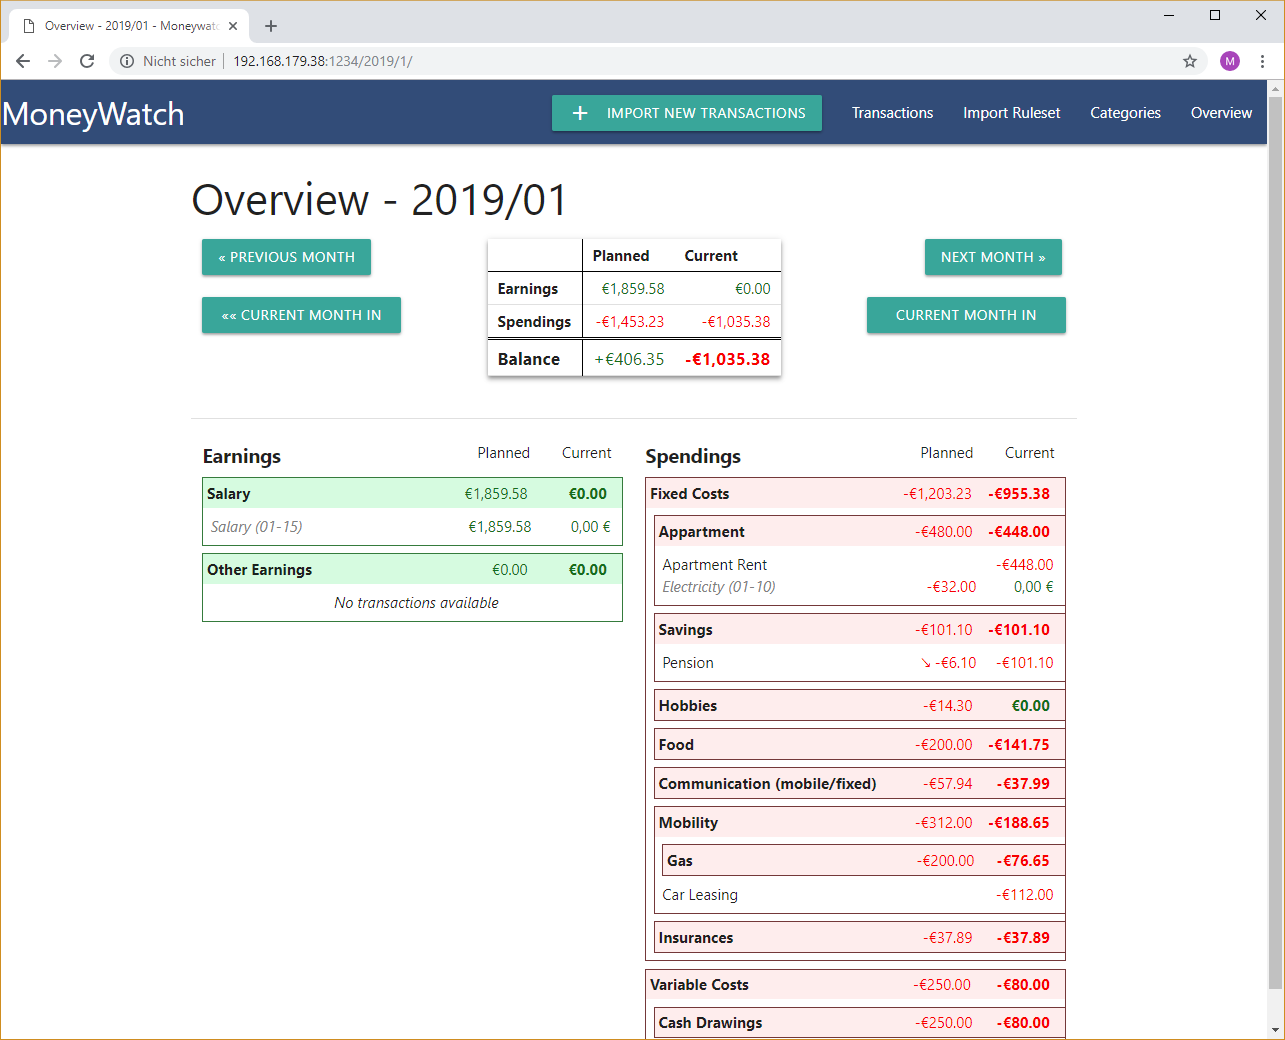 Overview - 2019/01 - Moneywatc
Nicht sicher 192.168.179.38:1234/2019/1/ M
MoneyWatch + IMPORT NEW TRANSACTIONS Transactions Import Ruleset Categories Overview
Overview - 2019/01
« PREVIOUS MONTH
«« CURRENT MONTH IN
Planned Current
Earnings €1,859.58 €0.00
Spendings -€1,453.23 -€1,035.38
Balance +€406.35 -€1,035.38
NEXT MONTH »
CURRENT MONTH IN
Earnings Planned Current
Salary €1,859.58 €0.00
Salary (01-15) €1,859.58 0,00 €
Other Earnings €0.00 €0.00
No transactions available
Spendings Planned Current
Fixed Costs -€1,203.23 -€955.38
Appartment -€480.00 -€448.00
Apartment Rent -€448.00
Electricity (01-10) -€32.00 0,00 €
Savings -€101.10 -€101.10
Pension ↘ -€6.10 -€101.10
Hobbies -€14.30 €0.00
Food -€200.00 -€141.75
Communication (mobile/fixed) -€57.94 -€37.99
Mobility -€312.00 -€188.65
Gas -€200.00 -€76.65
Car Leasing -€112.00
Insurances -€37.89 -€37.89
Variable Costs -€250.00 -€80.00
Cash Drawings -€250.00 -€80.00